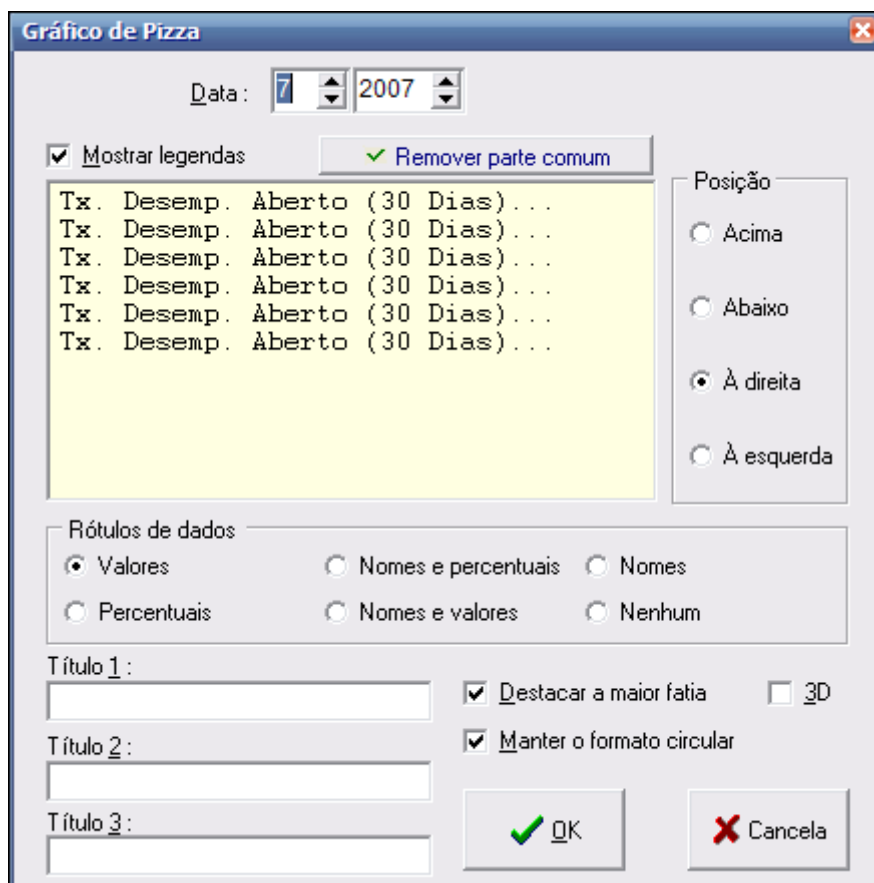 Gráfico de Pizza
Data : 7 2007
Mostrar legendas
Remover parte comum
Tx. Desemp. Aberto (30 Dias)...
Tx. Desemp. Aberto (30 Dias)...
Tx. Desemp. Aberto (30 Dias)...
Tx. Desemp. Aberto (30 Dias)...
Tx. Desemp. Aberto (30 Dias)...
Tx. Desemp. Aberto (30 Dias)...
Posição
Acima
Abaixo
À direita
À esquerda
Rótulos de dados
Valores
Nomes e percentuais
Nomes
Percentuais
Nomes e valores
Nenhum
Título 1 :
Destacar a maior fatia
3D
Título 2 :
Manter o formato circular
Título 3 :
OK
Cancela